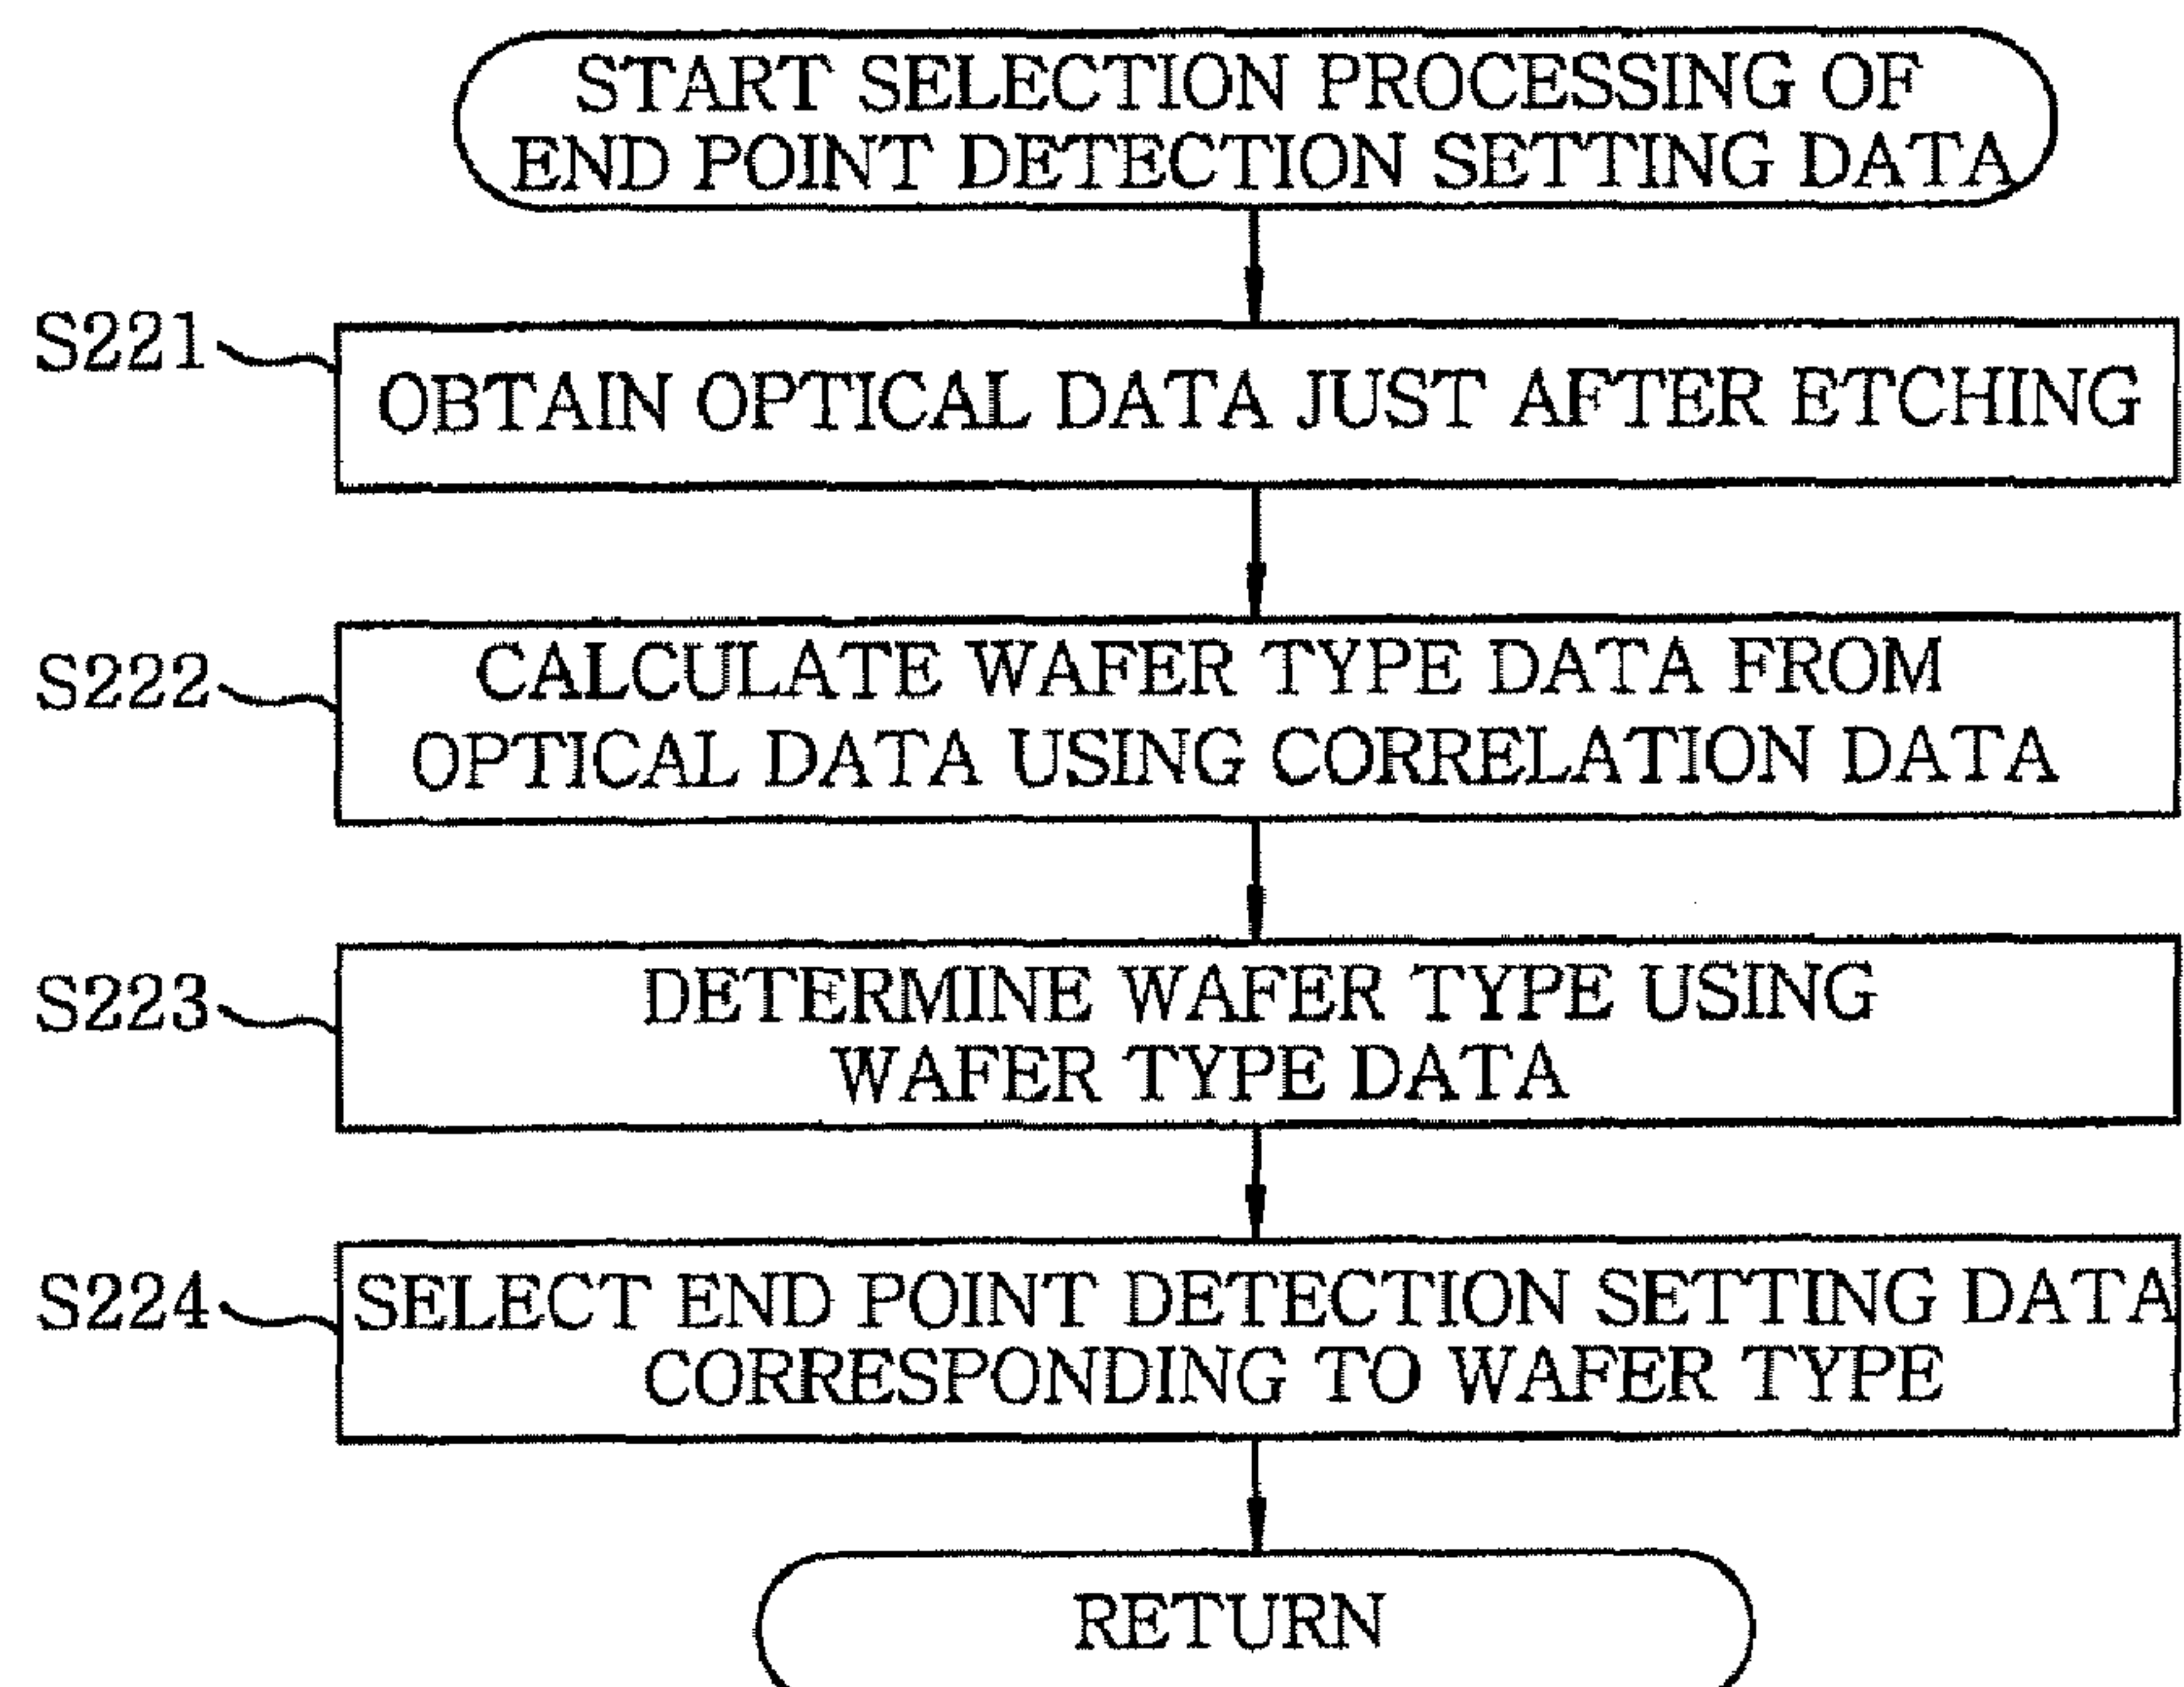 START SELECTION PROCESSING OF
END POINT DETECTION SETTING DATA
S221
OBTAIN OPTICAL DATA JUST AFTER ETCHING
S222
CALCULATE WAFER TYPE DATA FROM
OPTICAL DATA USING CORRELATION DATA
S223
DETERMINE WAFER TYPE USING
WAFER TYPE DATA
S224
SELECT END POINT DETECTION SETTING DATA
CORRESPONDING TO WAFER TYPE
RETURN